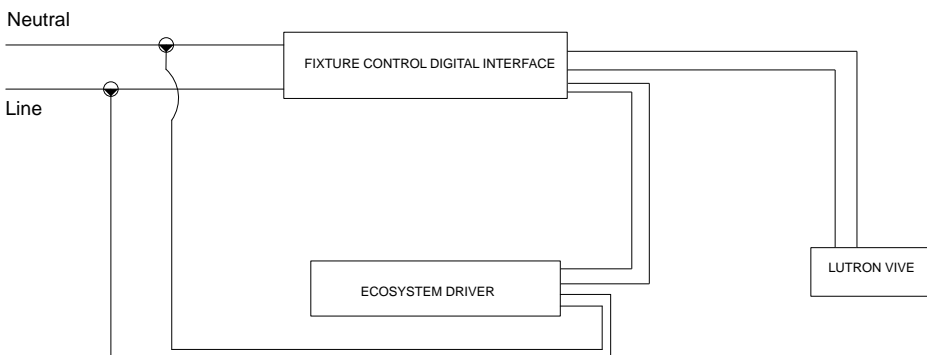 Neutral
FIXTURE CONTROL DIGITAL INTERFACE
Line
LUTRON VIVE
ECOSYSTEM DRIVER